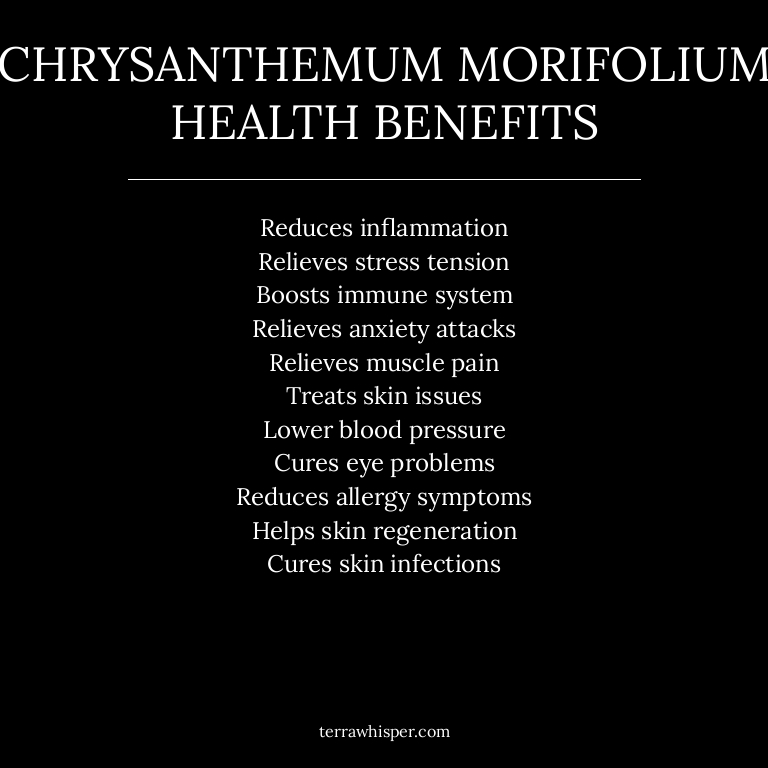 CHRYSANTHEMUM MORIFOLIUM
HEALTH BENEFITS
Reduces inflammation
Relieves stress tension
Boosts immune system
Relieves anxiety attacks
Relieves muscle pain
Treats skin issues
Lower blood pressure
Cures eye problems
Reduces allergy symptoms
Helps skin regeneration
Cures skin infections
terrawhisper.com